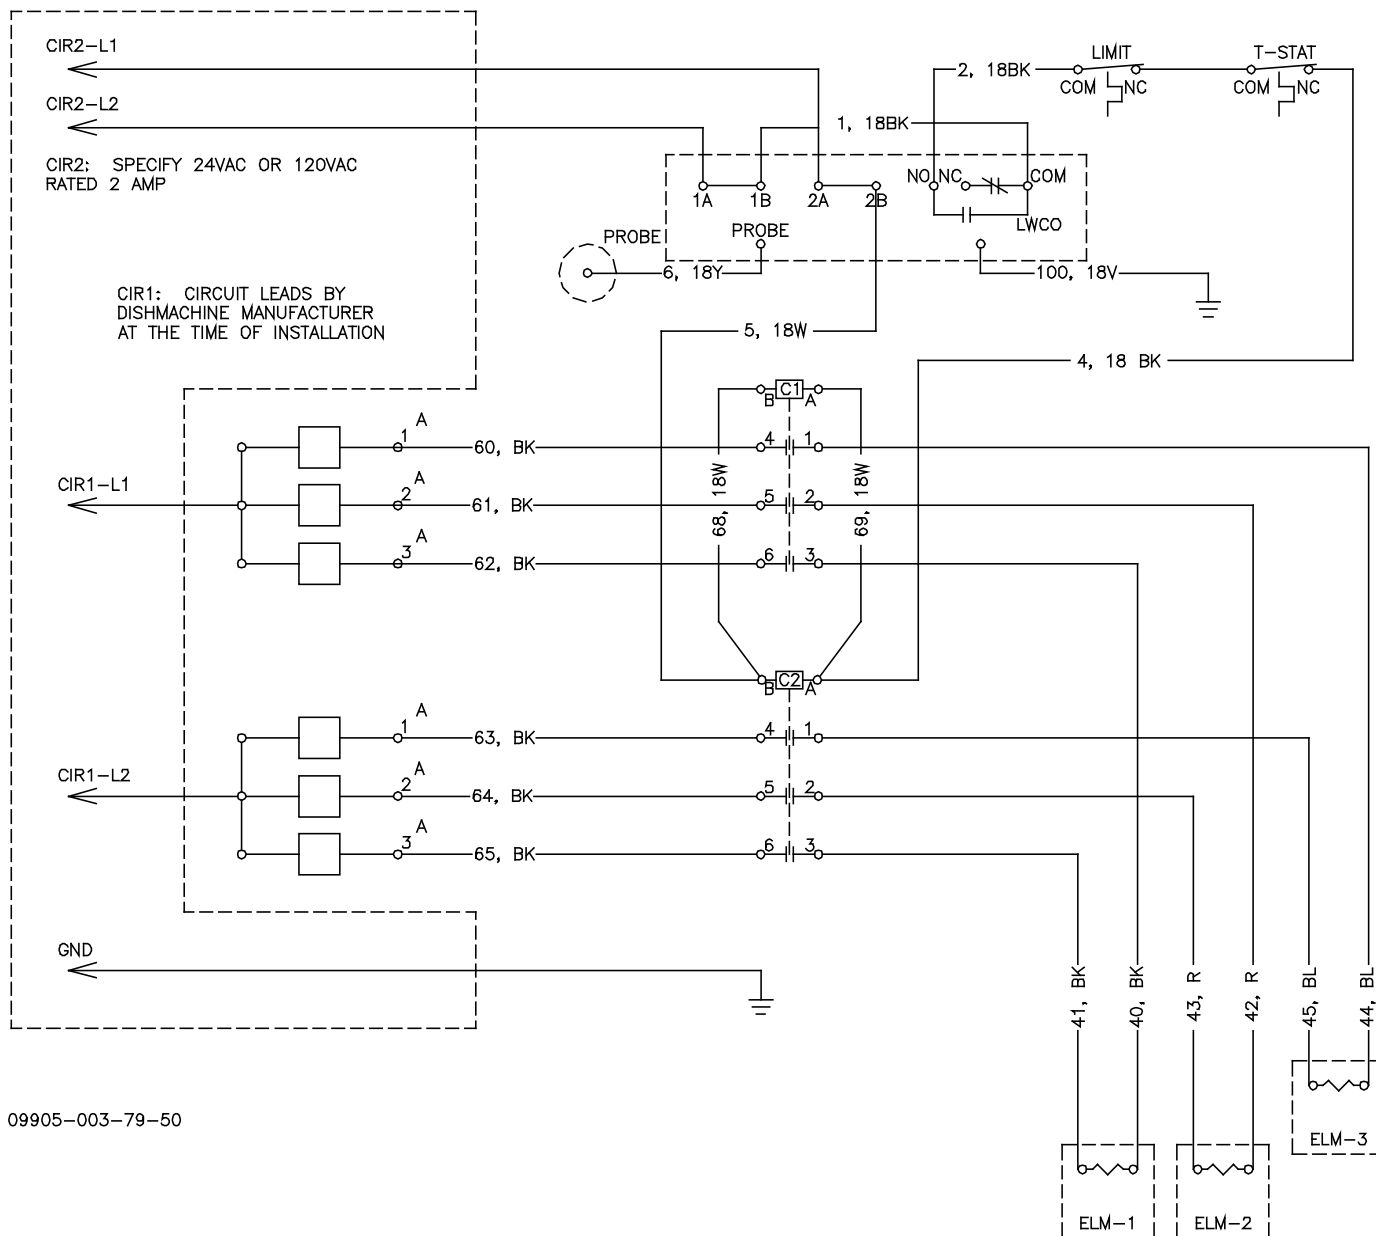 CIR2-L1
LIMIT
T-STAT
2, 18BK
COM
NC
COM
NC
CIR2-L2
1, 18BK
CIR2: SPECIFY 24VAC OR 120VAC
RATED 2 AMP
NO
NC
COM
1A
1B
2A
2B
LWCO
PROBE
PROBE
6, 18Y
100, 18V
CIR1: CIRCUIT LEADS BY
DISHMACHINE MANUFACTURER
AT THE TIME OF INSTALLATION
5, 18W
4, 18 BK
C1
B
A
A
1
60, BK
4
1
68, 18W
69, 18W
CIR1-L1
A
2
61, BK
5
2
A
3
62, BK
6
3
C2
B
A
A
1
63, BK
4
1
CIR1-L2
A
2
64, BK
5
2
A
3
65, BK
6
3
GND
41, BK
40, BK
43, R
42, R
45, BL
44, BL
09905-003-79-50
ELM-3
ELM-1
ELM-2